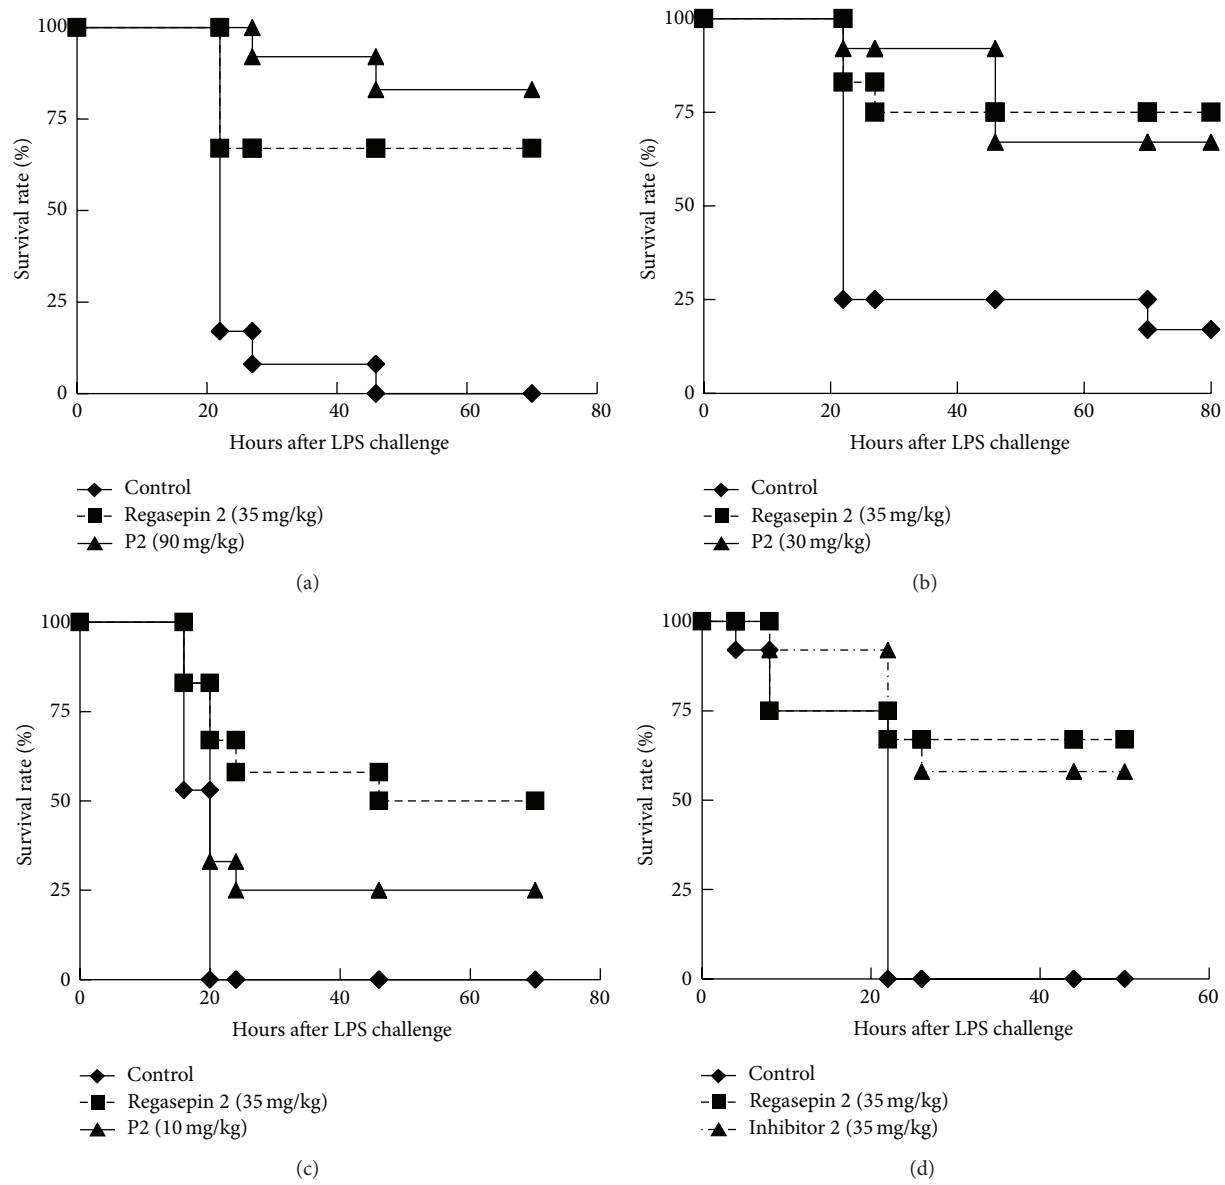 100
75
50
25
0
Survival rate (%)
0 20 40 60 80
Hours after LPS challenge
Control
Regasepin 2 (35 mg/kg)
P2 (90 mg/kg)
(a)
100
75
50
25
0
Survival rate (%)
0 20 40 60 80
Hours after LPS challenge
Control
Regasepin 2 (35 mg/kg)
P2 (30 mg/kg)
(b)
100
75
50
25
0
Survival rate (%)
0 20 40 60 80
Hours after LPS challenge
Control
Regasepin 2 (35 mg/kg)
P2 (10 mg/kg)
(c)
100
75
50
25
0
Survival rate (%)
0 20 40 60
Hours after LPS challenge
Control
Regasepin 2 (35 mg/kg)
Inhibitor 2 (35 mg/kg)
(d)